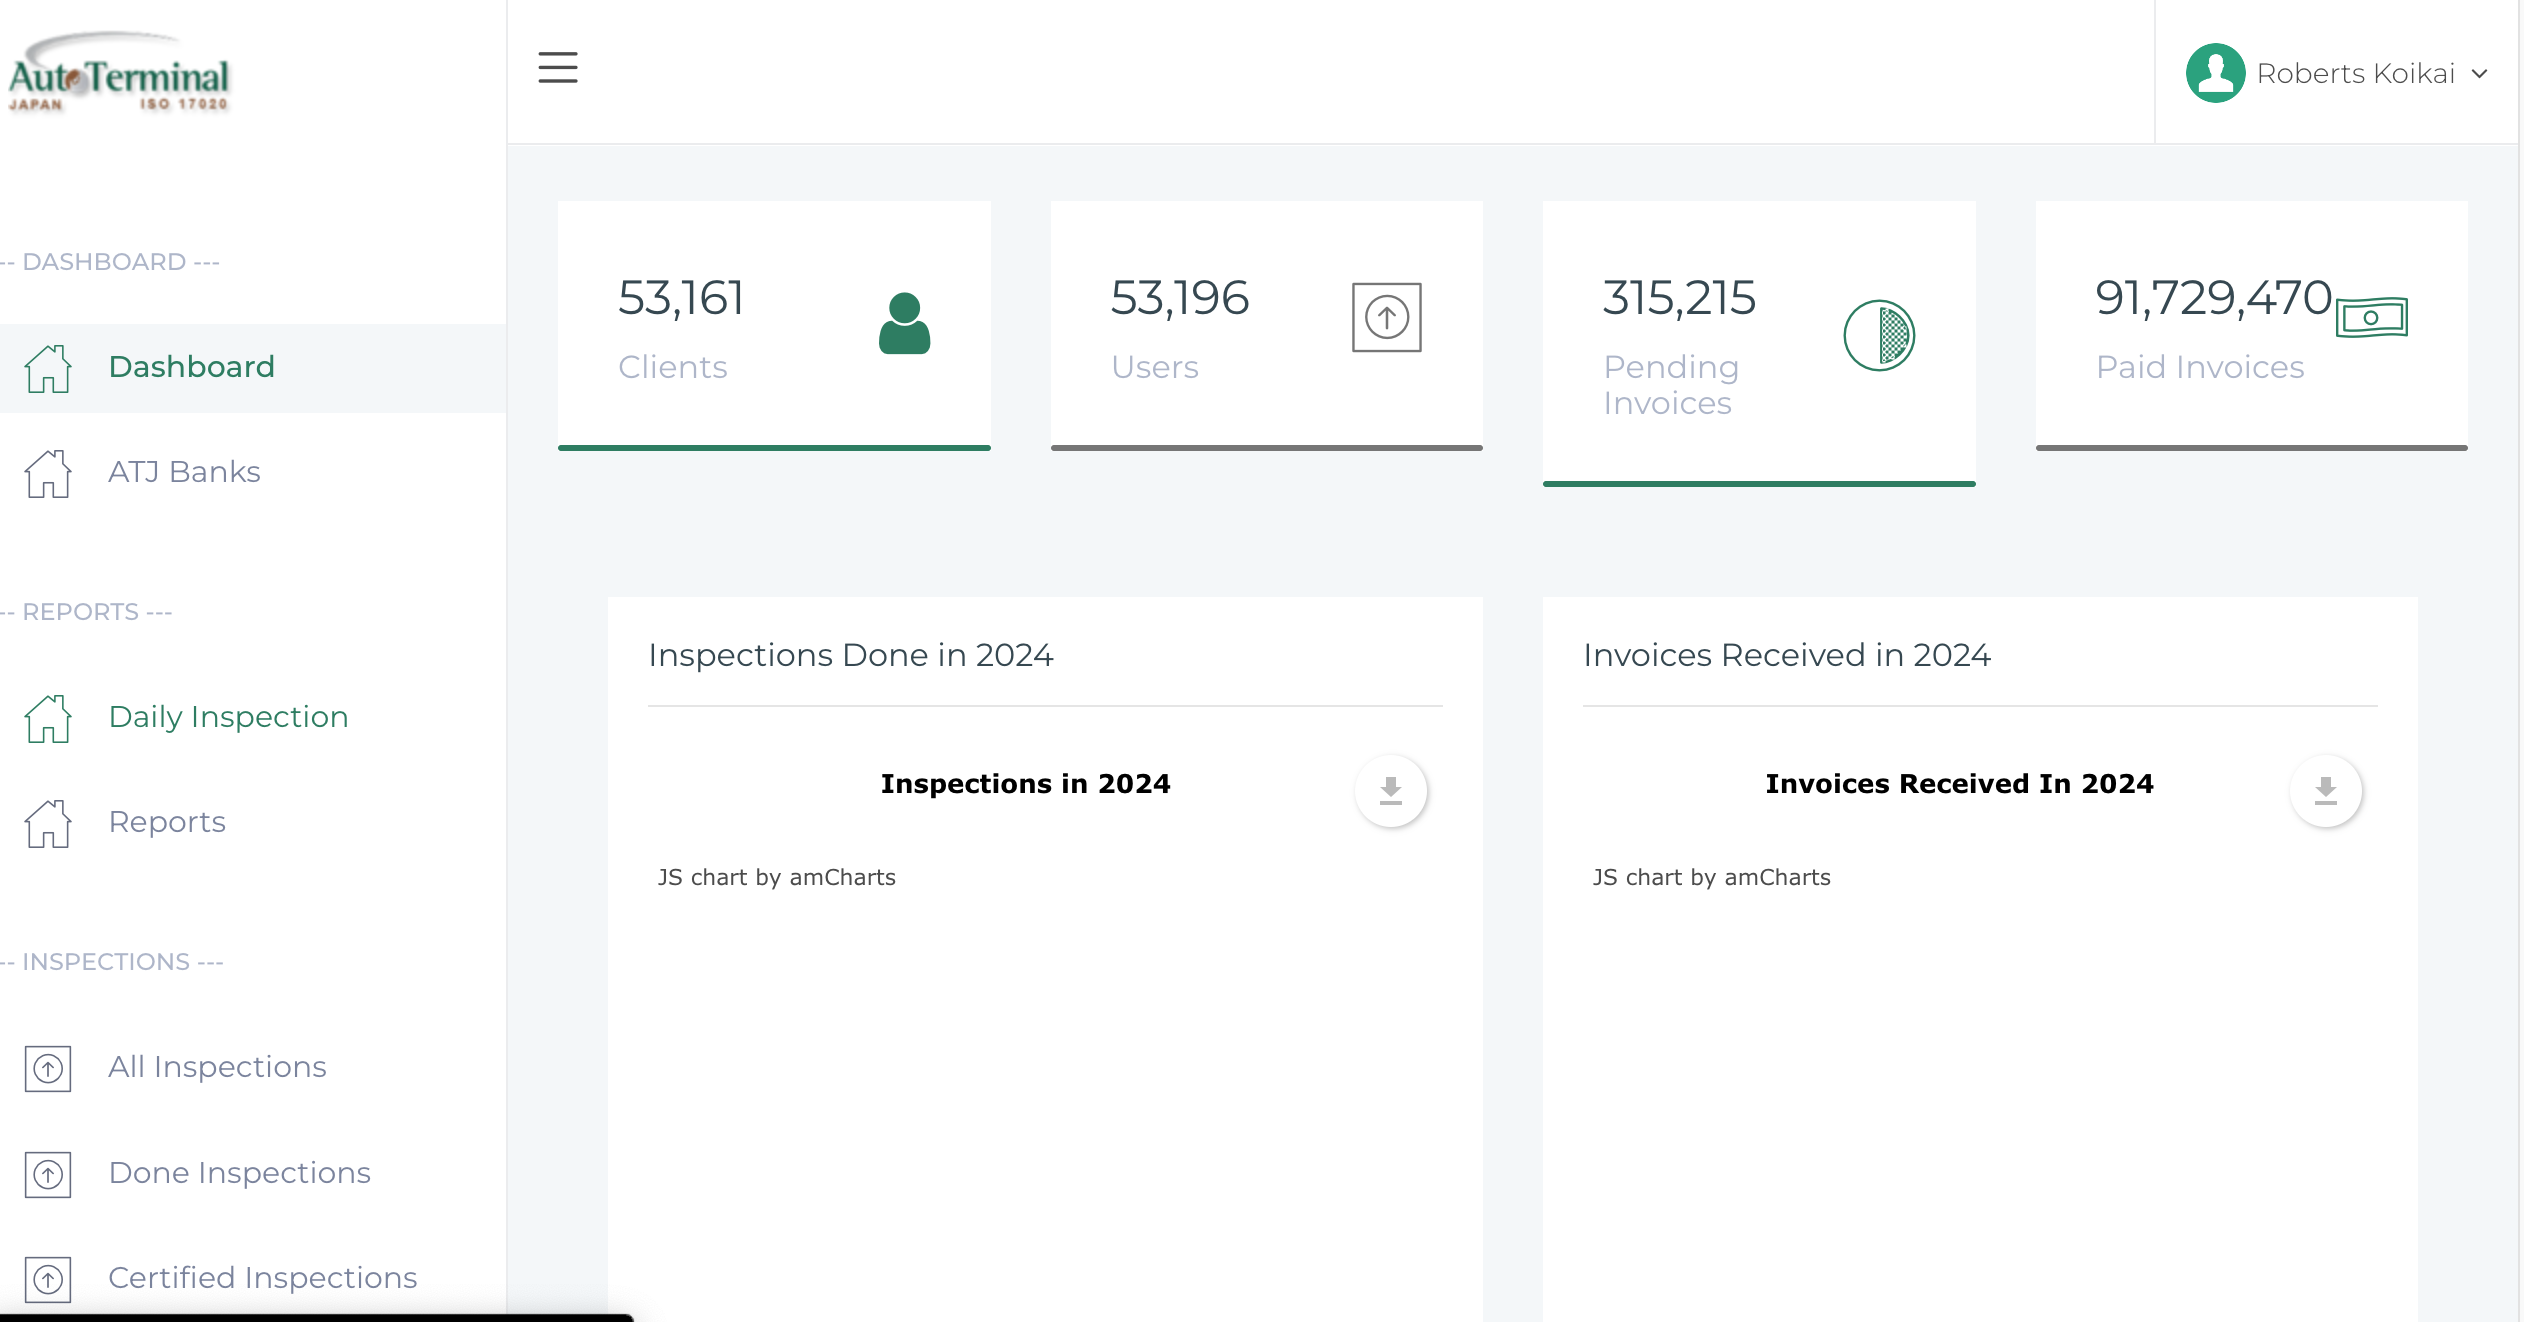 AutoTerminal
JAPAN ISO 17020
Roberts Koikai
-- DASHBOARD ---
Dashboard
ATJ Banks
-- REPORTS ---
Daily Inspection
Reports
-- INSPECTIONS ---
All Inspections
Done Inspections
Certified Inspections
53,161
Clients
53,196
Users
315,215
Pending
Invoices
91,729,470
Paid Invoices
Inspections Done in 2024
Inspections in 2024
JS chart by amCharts
Invoices Received in 2024
Invoices Received In 2024
JS chart by amCharts